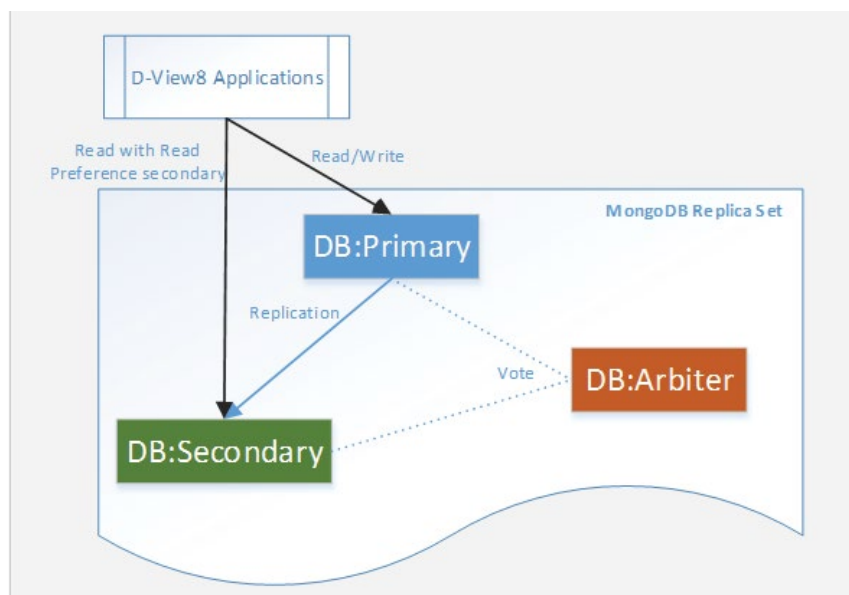 D-View8 Applications
Read with Read
Preference secondary
Read/Write
MongoDB Replica Set
DB:Primary
Replication
Vote
DB:Arbiter
DB:Secondary